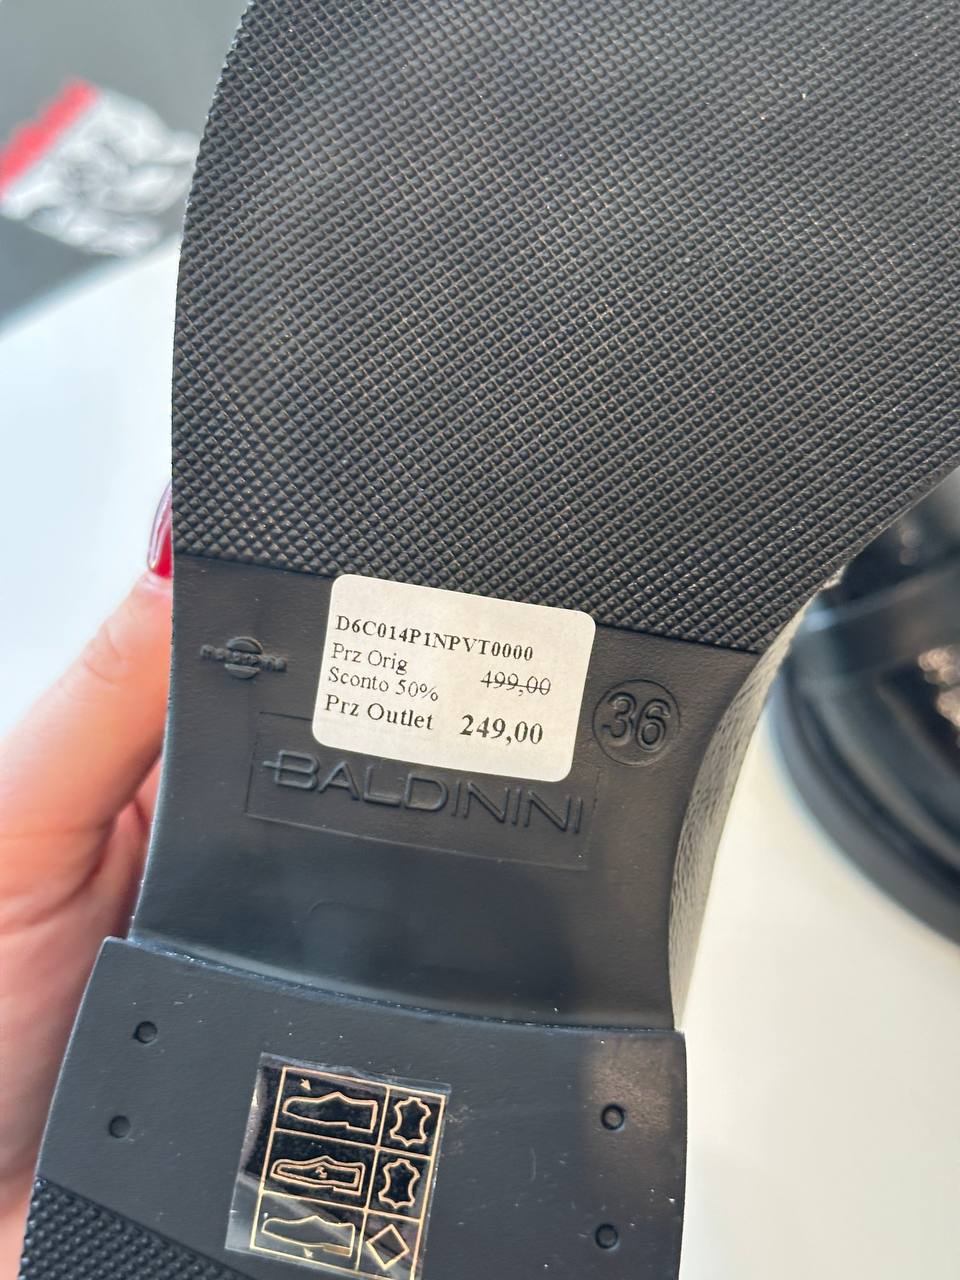 D6C014P1NPVT0000
Prz Orig 499,00
Sconto 50%
Prz Outlet 249,00
36
BALDININI